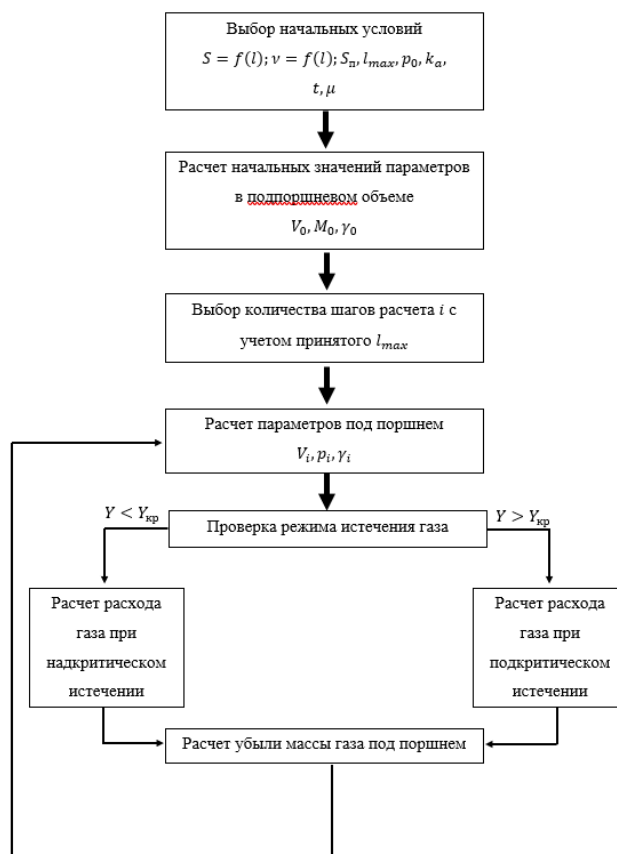 Выбор начальных условий
S = f(l); ν = f(l); Sп, lmax, p0, ka,
t, μ
Расчет начальных значений параметров
в подпоршневом объеме
V0, M0, γ0
Выбор количества шагов расчета i с
учетом принятого lmax
Расчет параметров под поршнем
Vi, pi, γi
Y < Yкр
Проверка режима истечения газа
Y > Yкр
Расчет расхода
газа при
надкритическом
истечении
Расчет расхода
газа при
подкритическом
истечении
Расчет убыли массы газа под поршнем